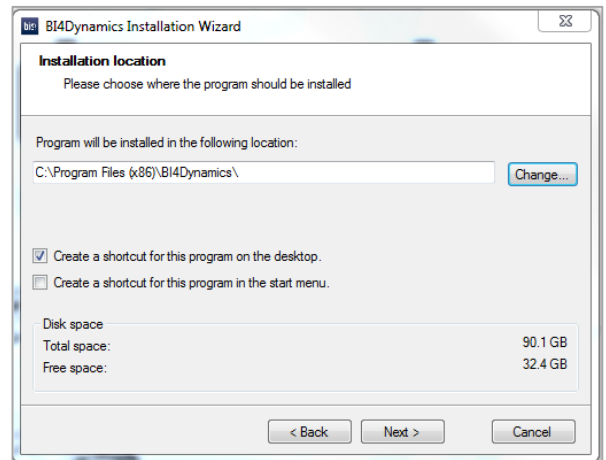 bi4 BI4Dynamics Installation Wizard
Installation location
Please choose where the program should be installed
Program will be installed in the following location:
C:\Program Files (x86)\BI4Dynamics\
Change...
Create a shortcut for this program on the desktop.
Create a shortcut for this program in the start menu.
Disk space
Total space: 90.1 GB
Free space: 32.4 GB
< Back Next > Cancel